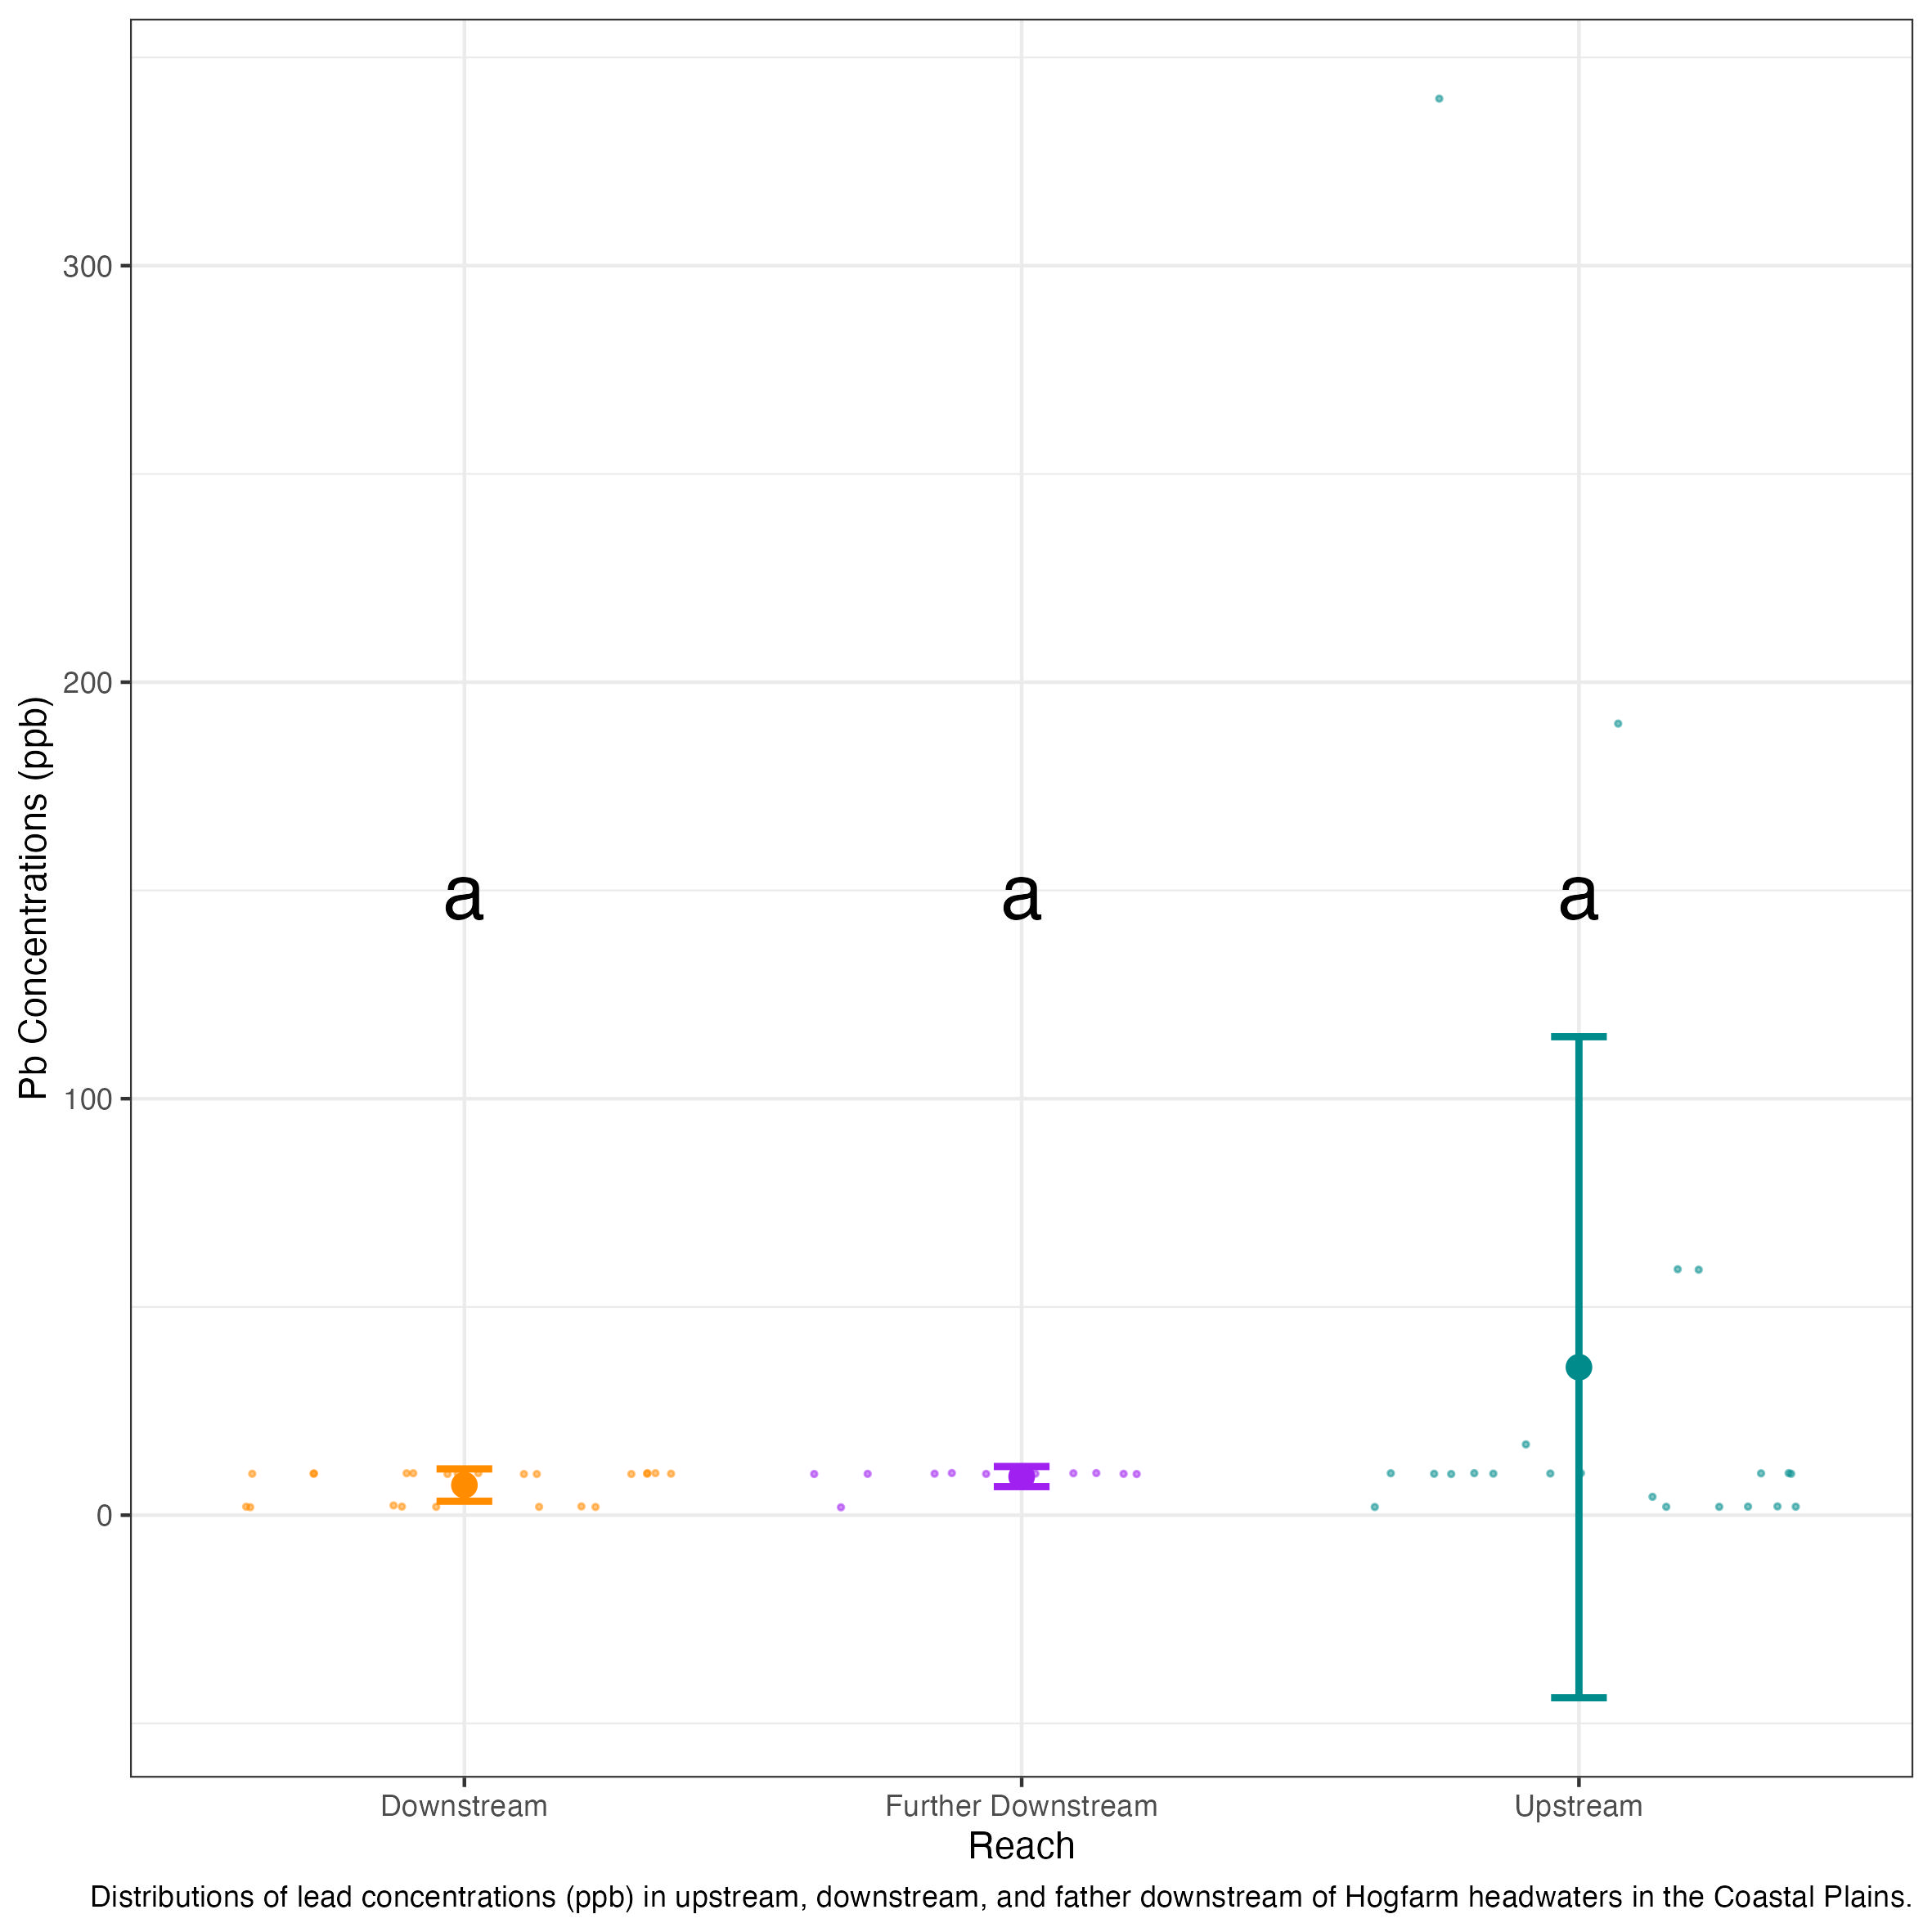 Pb Concentrations (ppb)
300
200
100
0
a a a
Downstream Further Downstream Upstream
Reach
Distributions of lead concentrations (ppb) in upstream, downstream, and father downstream of Hogfarm headwaters in the Coastal Plains.